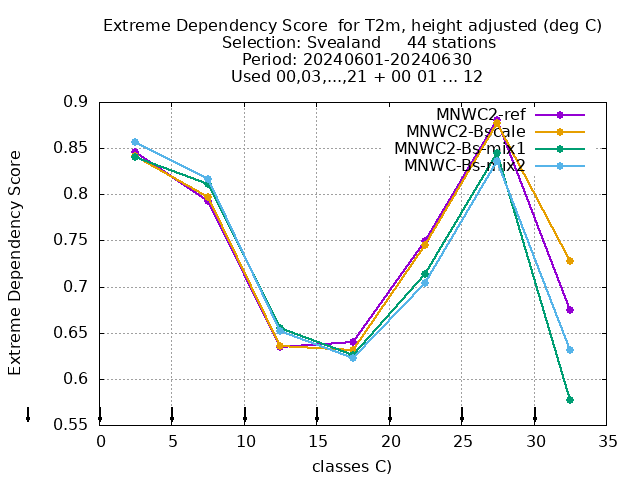 Extreme Dependency Score  for T2m, height adjusted (deg C)
Selection: Svealand     44 stations
Period: 20240601-20240630
Used 00,03,...,21 + 00 01 ... 12
MNWC2-ref
MNWC2-Bscale
MNWC2-Bs-mix1
MNWC-Bs-mix2
Extreme Dependency Score
0.9
0.85
0.8
0.75
0.7
0.65
0.6
0.55
0 5 10 15 20 25 30 35
classes C)